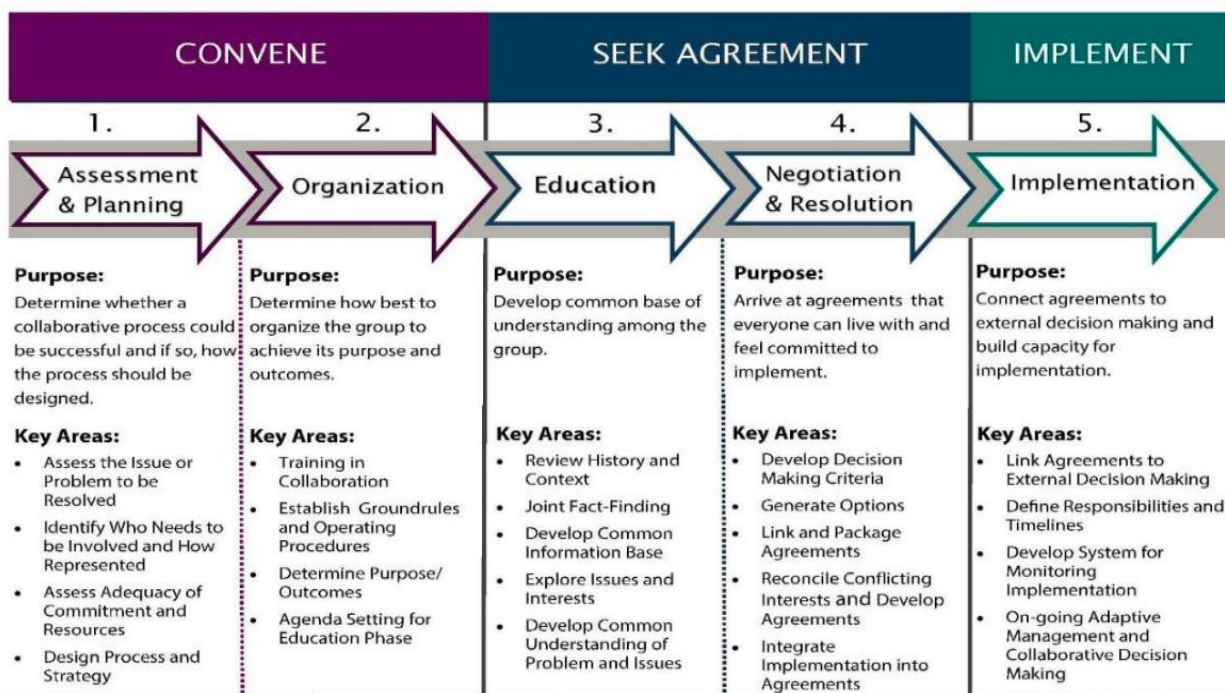 CONVENE
SEEK AGREEMENT
IMPLEMENT
1.
Assessment
& Planning
2.
Organization
3.
Education
4.
Negotiation
& Resolution
5.
Implementation
Purpose:
Determine whether a
collaborative process could
be successful and if so, how
the process should be
designed.
Key Areas:
• Assess the Issue or
Problem to be
Resolved
• Identify Who Needs to
be Involved and How
Represented
• Assess Adequacy of
Commitment and
Resources
• Design Process and
Strategy
Purpose:
Determine how best to
organize the group to
achieve its purpose and
outcomes.
Key Areas:
• Training in
Collaboration
• Establish Groundrules
and Operating
Procedures
• Determine Purpose/
Outcomes
• Agenda Setting for
Education Phase
Purpose:
Develop common base of
understanding among the
group.
Key Areas:
• Review History and
Context
• Joint Fact-Finding
• Develop Common
Information Base
• Explore Issues and
Interests
• Develop Common
Understanding of
Problem and Issues
Purpose:
Arrive at agreements that
everyone can live with and
feel committed to
implement.
Key Areas:
• Develop Decision
Making Criteria
• Generate Options
• Link and Package
Agreements
• Reconcile Conflicting
Interests and Develop
Agreements
• Integrate
Implementation into
Agreements
Purpose:
Connect agreements to
external decision making and
build capacity for
implementation.
Key Areas:
• Link Agreements to
External Decision Making
• Define Responsibilities and
Timelines
• Develop System for
Monitoring
Implementation
• On-going Adaptive
Management and
Collaborative Decision
Making